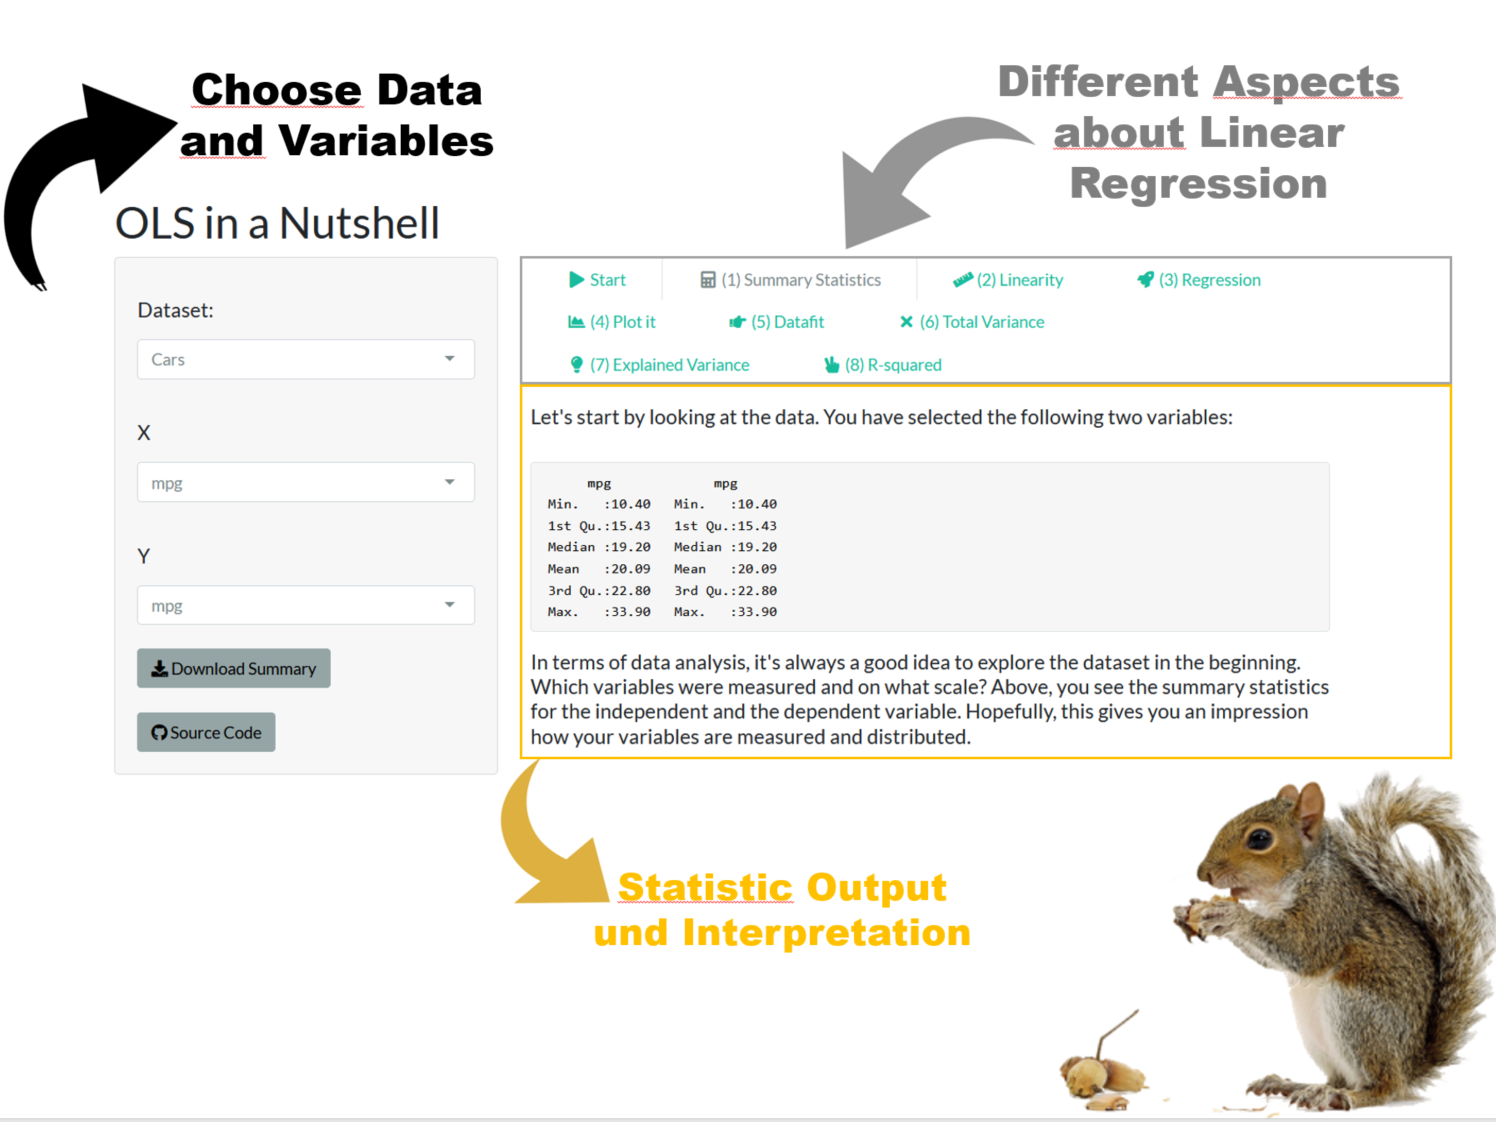 Choose Data
and Variables
Different Aspects
about Linear
Regression
OLS in a Nutshell
Dataset:
Cars
X
mpg
Y
mpg
Download Summary
Source Code
Start (1) Summary Statistics (2) Linearity (3) Regression
(4) Plot it (5) Datafit (6) Total Variance
(7) Explained Variance (8) R-squared
Let's start by looking at the data. You have selected the following two variables:
mpg mpg
Min. :10.40 Min. :10.40
1st Qu.:15.43 1st Qu.:15.43
Median :19.20 Median :19.20
Mean :20.09 Mean :20.09
3rd Qu.:22.80 3rd Qu.:22.80
Max. :33.90 Max. :33.90
In terms of data analysis, it's always a good idea to explore the dataset in the beginning.
Which variables were measured and on what scale? Above, you see the summary statistics
for the independent and the dependent variable. Hopefully, this gives you an impression
how your variables are measured and distributed.
Statistic Output
und Interpretation